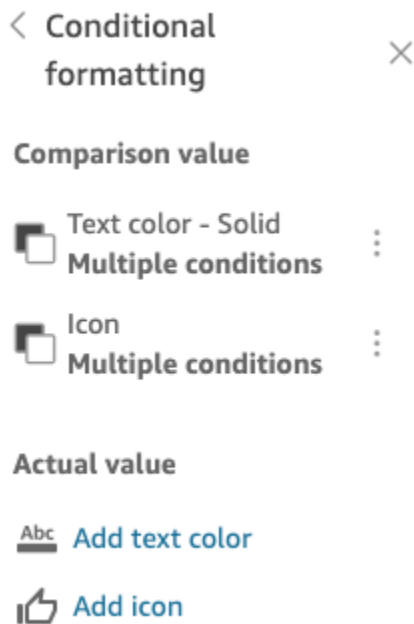 Conditional
formatting
Comparison value
Text color - Solid
Multiple conditions
Icon
Multiple conditions
Actual value
Abc Add text color
Add icon